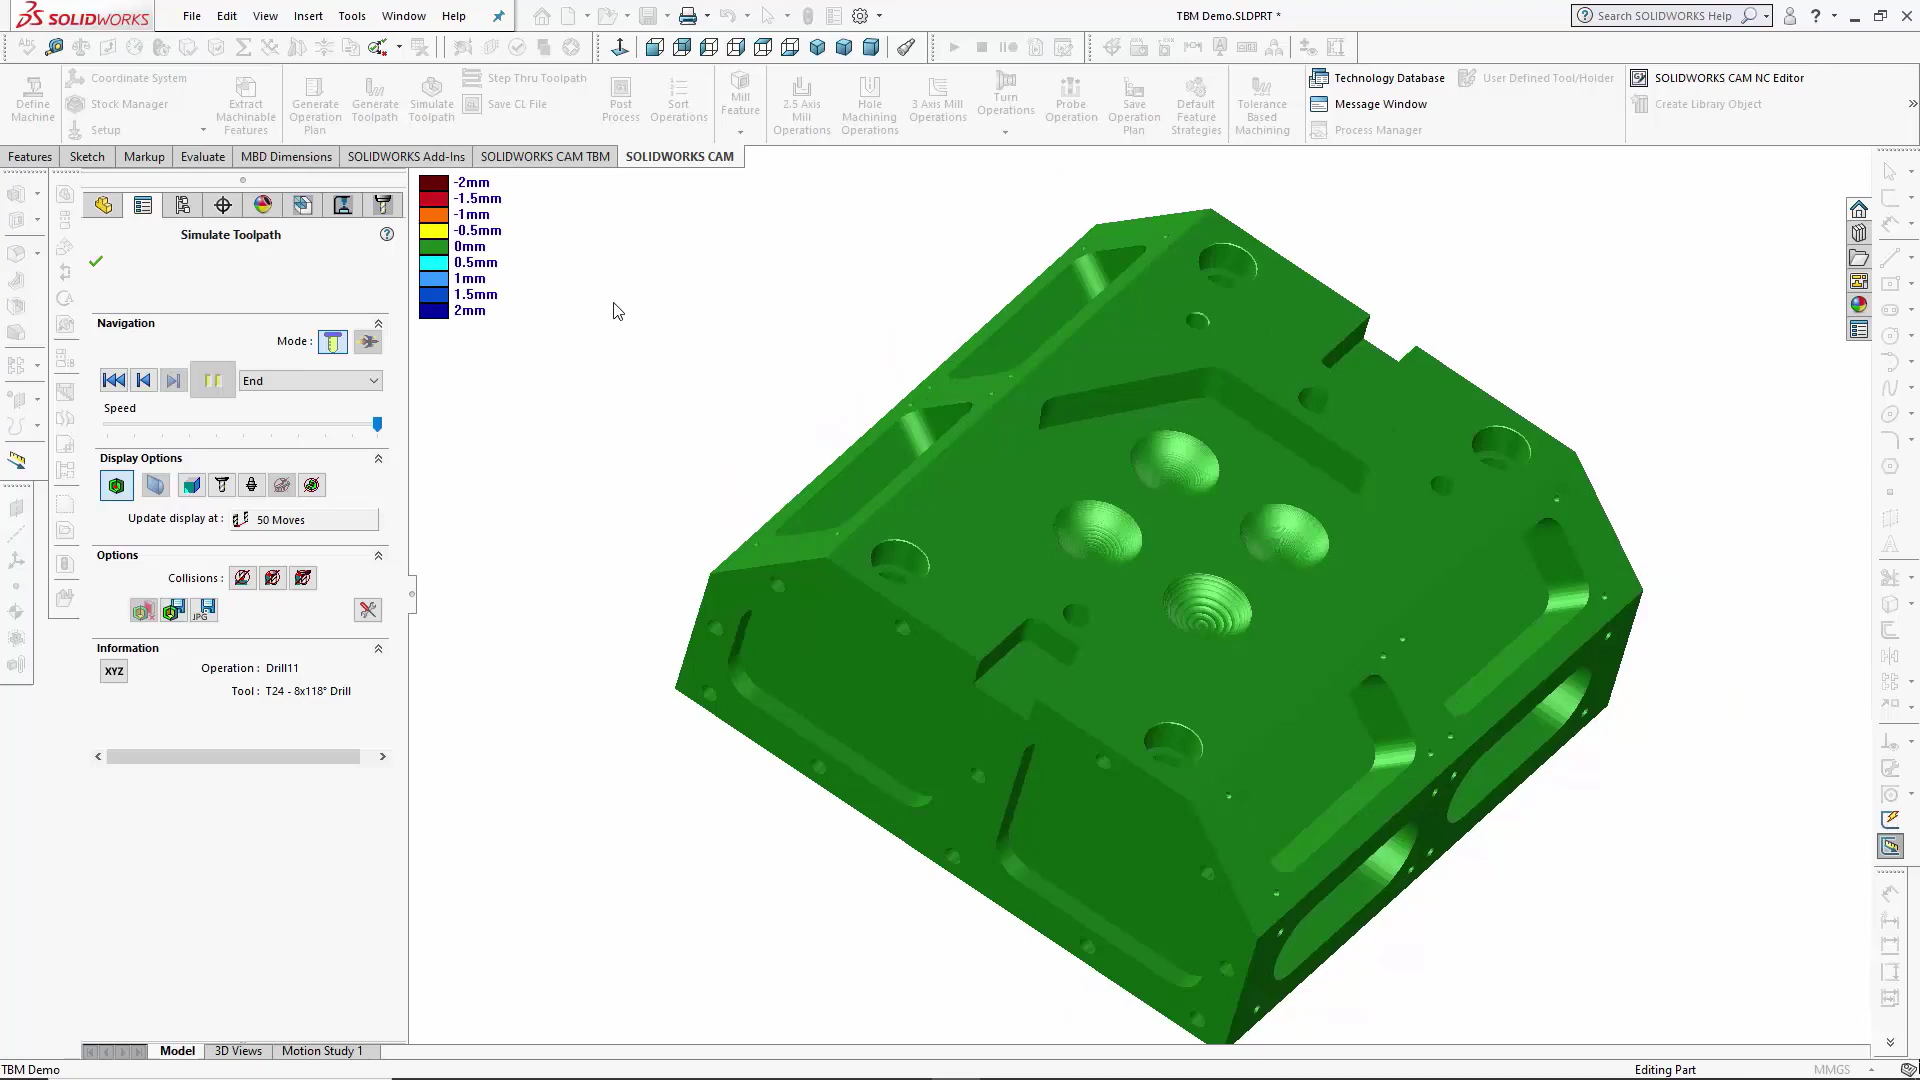 SOLIDWORKS
File Edit View Insert Tools Window Help
TBM Demo.SLDPRT *
Search SOLIDWORKS Help
Define Machine
Coordinate System
Stock Manager
Setup
Extract Machinable Features
Generate Operation Plan
Generate Toolpath
Simulate Toolpath
Step Thru Toolpath
Save CL File
Post Process
Sort Operations
Mill Feature
2.5 Axis Mill Operations
Hole Machining Operations
3 Axis Mill Operations
Turn Operations
Probe Operation
Save Operation Plan
Default Feature Strategies
Tolerance Based Machining
Technology Database
Message Window
Process Manager
User Defined Tool/Holder
SOLIDWORKS CAM NC Editor
Create Library Object
Features Sketch Markup Evaluate MBD Dimensions SOLIDWORKS Add-Ins SOLIDWORKS CAM TBM SOLIDWORKS CAM
-2mm
-1.5mm
-1mm
-0.5mm
0mm
0.5mm
1mm
1.5mm
2mm
Simulate Toolpath
Navigation
Mode :
End
Speed
Display Options
Update display at : 50 Moves
Options
Collisions :
JPG
Information
XYZ
Operation : Drill11
Tool : T24 - 8x118° Drill
Model 3D Views Motion Study 1
TBM Demo
Editing Part
MMGS